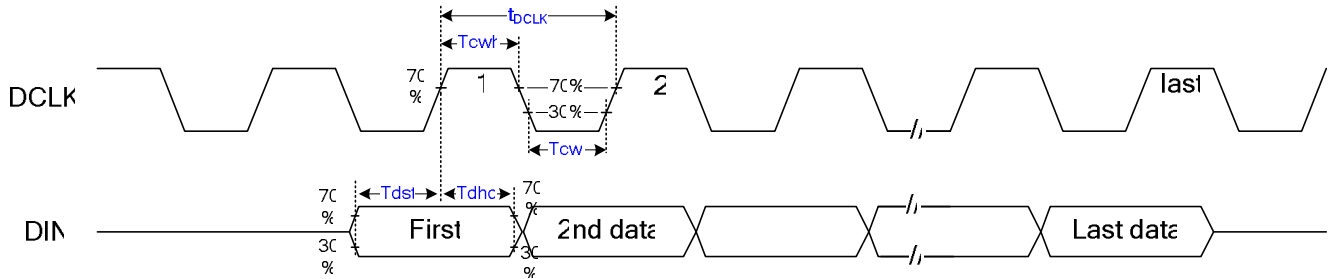 tDCLK
Tcwh
DCLK
70
%
1
70%
30%
2
last
Tcw
DIN
70
%
30
%
Tdst
Tdhd
70
%
30
%
First
2nd data
Last data